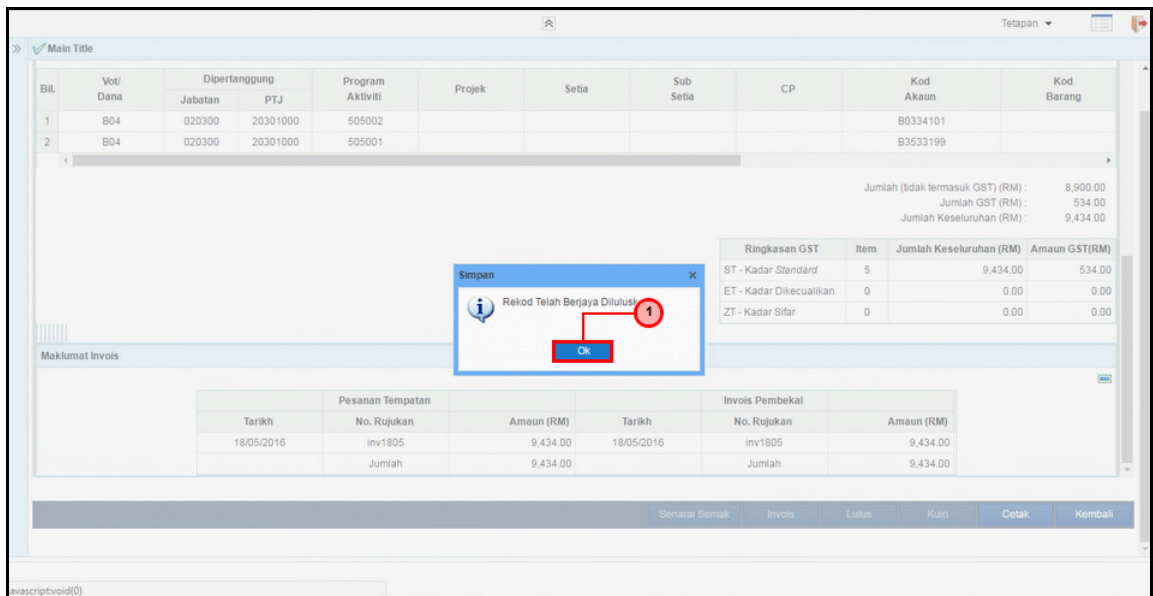 Tetapan
Main Title
Bil. Vot/ Dana Dipertanggung Program Aktiviti Projek Setia Sub Setia CP Kod Akaun Kod Barang
Jabatan PTJ
1 B04 020300 20301000 505002 B0334101
2 B04 020300 20301000 505001 B3533199
Jumlah (tidak termasuk GST) (RM) : 8,900.00
Jumlah GST (RM) : 534.00
Jumlah Keseluruhan (RM) : 9,434.00
Ringkasan GST Item Jumlah Keseluruhan (RM) Amaun GST(RM)
ST - Kadar Standard 5 9,434.00 534.00
ET - Kadar Dikecualikan 0 0.00 0.00
ZT - Kadar Sifar 0 0.00 0.00
Simpan
Rekod Telah Berjaya
1
Ok
Maklumat Invois
Pesanan Tempatan Invois Pembekal
Tarikh No. Rujukan Amaun (RM) Tarikh No. Rujukan Amaun (RM)
18/05/2016 inv1805 9,434.00 18/05/2016 inv1805 9,434.00
Jumlah 9,434.00 Jumlah 9,434.00
Senarai Semak Invois Lulus Kuiri Cetak Kembali
avascript:void(0)